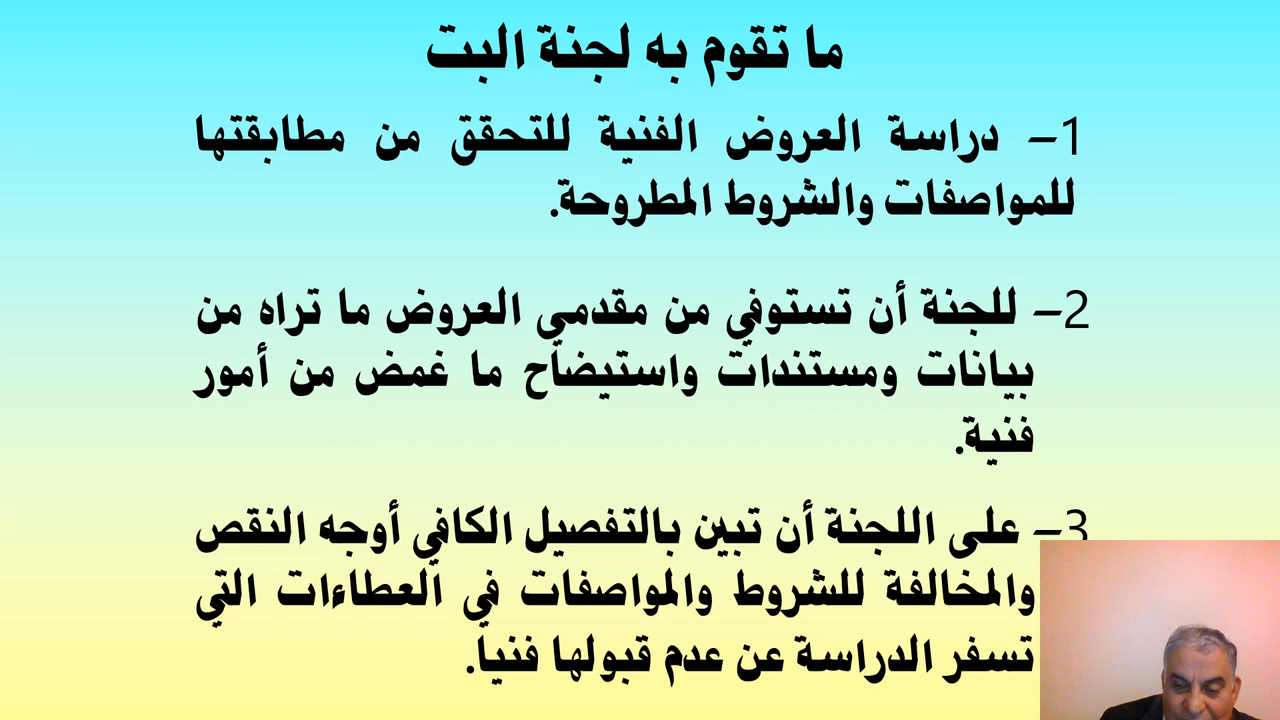 ما تقوم به لجنة البت
1– دراسة العروض الفنية للتحقق من مطابقتها
للمواصفات والشروط المطروحة.
2– للجنة أن تستوفي من مقدمي العروض ما تراه من
بيانات ومستندات واستيضاح ما غمض من أمور
فنية.
3– على اللجنة أن تبين بالتفصيل الكافي أوجه النقص
والمخالفة للشروط والمواصفات في العطاءات التي
تسفر الدراسة عن عدم قبولها فنيا.